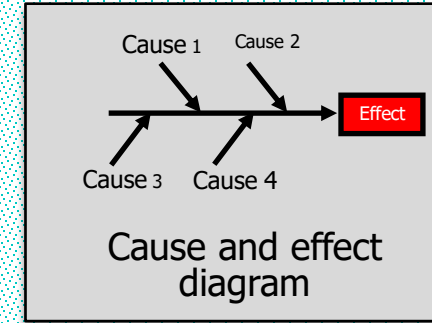 Cause 1
Cause 2
Effect
Cause 3
Cause 4
Cause and effect
diagram